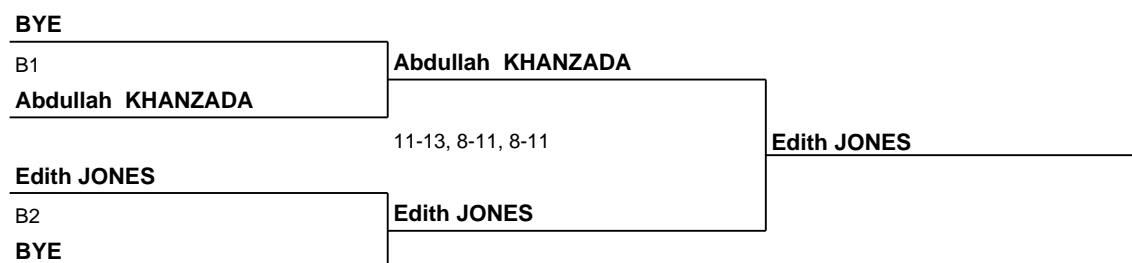 BYE
B1
Abdullah KHANZADA
Abdullah KHANZADA
11-13, 8-11, 8-11
Edith JONES
Edith JONES
B2
Edith JONES
BYE